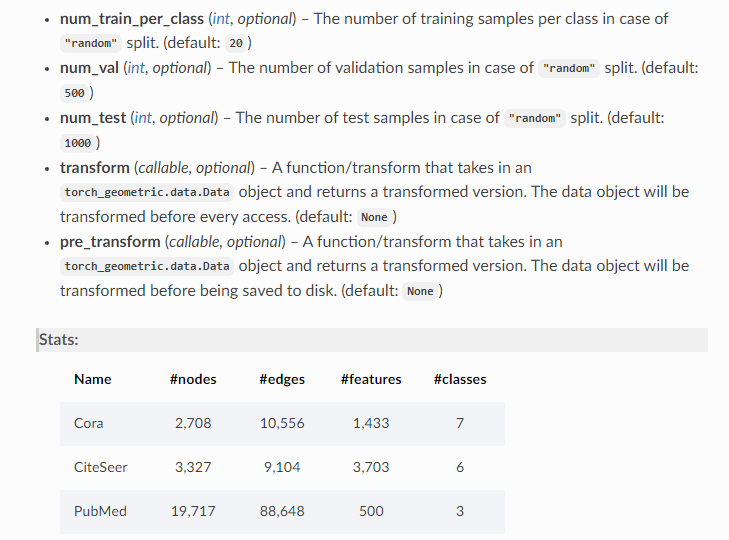 • num_train_per_class (int, optional) – The number of training samples per class in case of
"random" split. (default: 20 )
• num_val (int, optional) – The number of validation samples in case of "random" split. (default:
500 )
• num_test (int, optional) – The number of test samples in case of "random" split. (default:
1000 )
• transform (callable, optional) – A function/transform that takes in an
torch_geometric.data.Data object and returns a transformed version. The data object will be
transformed before every access. (default: None )
• pre_transform (callable, optional) – A function/transform that takes in an
torch_geometric.data.Data object and returns a transformed version. The data object will be
transformed before being saved to disk. (default: None )
Stats:
Name #nodes #edges #features #classes
Cora 2,708 10,556 1,433 7
CiteSeer 3,327 9,104 3,703 6
PubMed 19,717 88,648 500 3